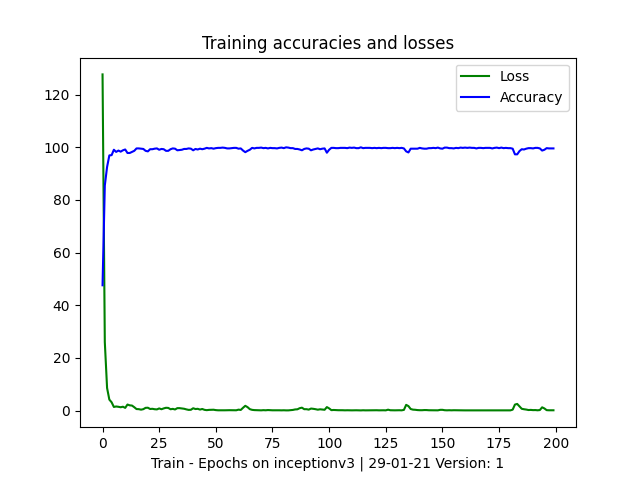 Training accuracies and losses
Loss
Accuracy
120
100
80
60
40
20
0
0 25 50 75 100 125 150 175 200
Train - Epochs on inceptionv3 | 29-01-21 Version: 1